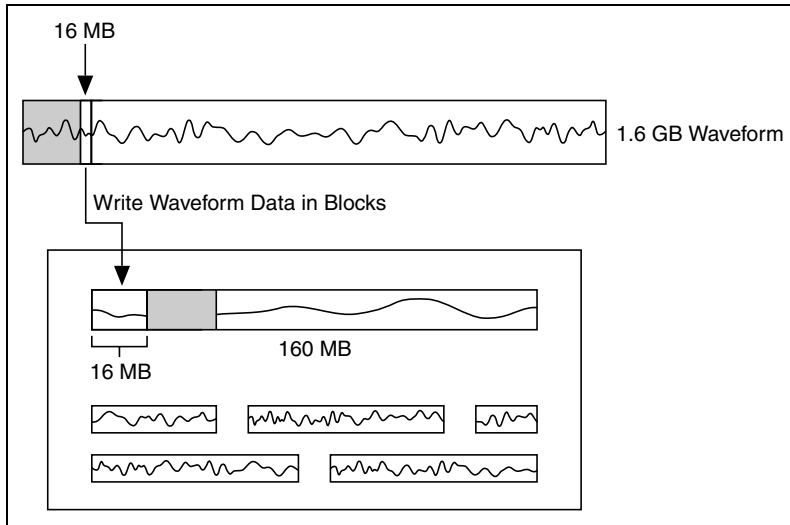 16 MB
1.6 GB Waveform
Write Waveform Data in Blocks
160 MB
16 MB